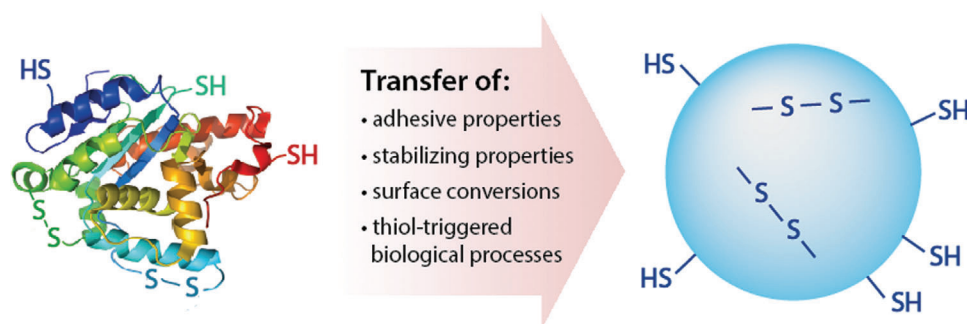 HS
SH
SH
S
S
S S
Transfer of:
• adhesive properties
• stabilizing properties
• surface conversions
• thiol-triggered
biological processes
HS
S S
SH
S
S
HS
SH
SH